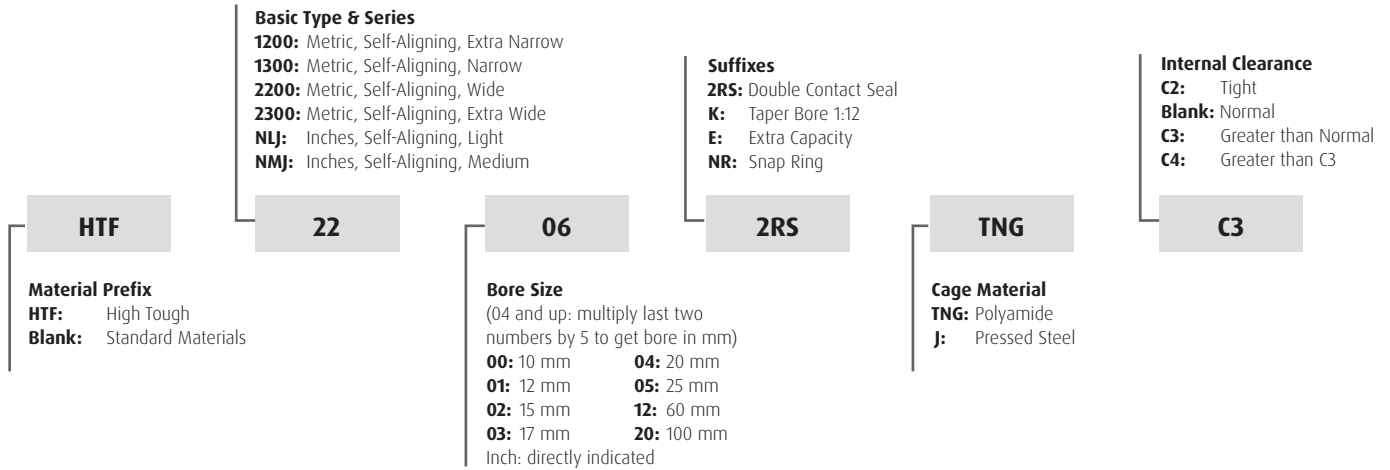 Basic Type & Series
1200: Metric, Self-Aligning, Extra Narrow
1300: Metric, Self-Aligning, Narrow
2200: Metric, Self-Aligning, Wide
2300: Metric, Self-Aligning, Extra Wide
NLJ: Inches, Self-Aligning, Light
NMJ: Inches, Self-Aligning, Medium
Suffixes
2RS: Double Contact Seal
K: Taper Bore 1:12
E: Extra Capacity
NR: Snap Ring
Internal Clearance
C2: Tight
Blank: Normal
C3: Greater than Normal
C4: Greater than C3
HTF
22
06
2RS
TNG
C3
Material Prefix
HTF: High Tough
Blank: Standard Materials
Bore Size
(04 and up: multiply last two
numbers by 5 to get bore in mm)
00: 10 mm 04: 20 mm
01: 12 mm 05: 25 mm
02: 15 mm 12: 60 mm
03: 17 mm 20: 100 mm
Inch: directly indicated
Cage Material
TNG: Polyamide
J: Pressed Steel